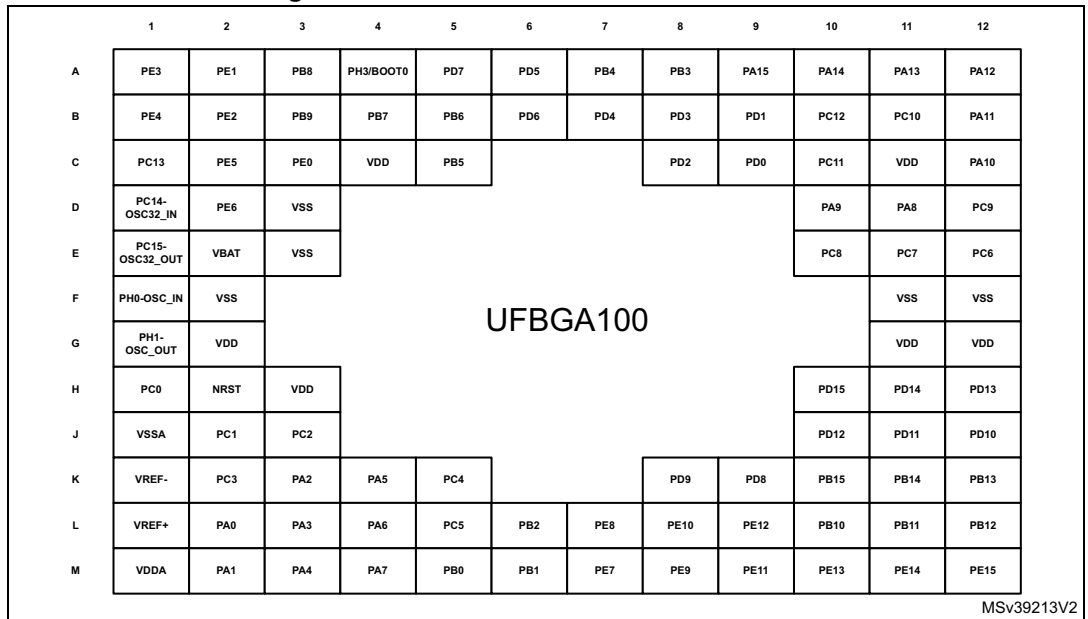 1 2 3 4 5 6 7 8 9 10 11 12
A PE3 PE1 PB8 PH3/BOOT0 PD7 PD5 PB4 PB3 PA15 PA14 PA13 PA12
B PE4 PE2 PB9 PB7 PB6 PD6 PD4 PD3 PD1 PC12 PC10 PA11
C PC13 PE5 PE0 VDD PB5 PD2 PD0 PC11 VDD PA10
D PC14-OSC32_IN PE6 VSS PA9 PA8 PC9
E PC15-OSC32_OUT VBAT VSS PC8 PC7 PC6
F PH0-OSC_IN VSS VSS VSS
UFBGA100
G PH1-OSC_OUT VDD VDD VDD
H PC0 NRST VDD PD15 PD14 PD13
J VSSA PC1 PC2 PD12 PD11 PD10
K VREF- PC3 PA2 PA5 PC4 PD9 PD8 PB15 PB14 PB13
L VREF+ PA0 PA3 PA6 PC5 PB2 PE8 PE10 PE12 PB10 PB11 PB12
M VDDA PA1 PA4 PA7 PB0 PB1 PE7 PE9 PE11 PE13 PE14 PE15
MSv39213V2